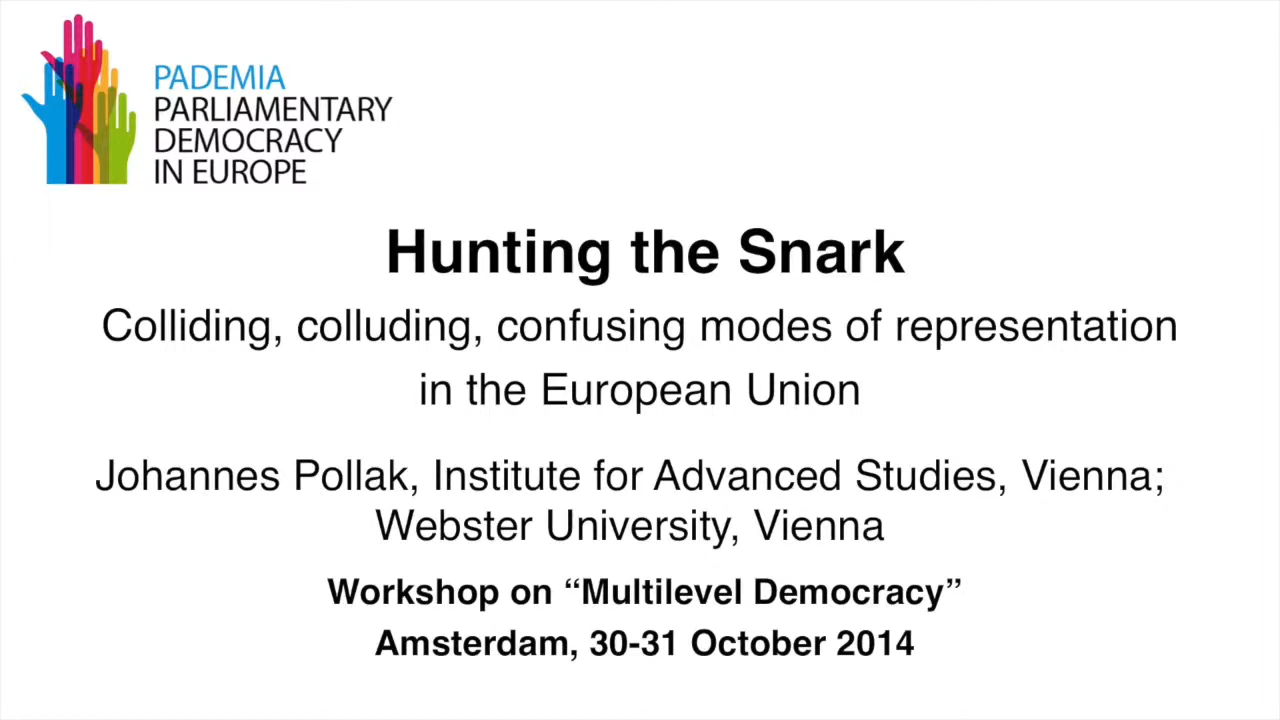 PADEMIA
PARLIAMENTARY
DEMOCRACY
IN EUROPE
Hunting the Snark
Colliding, colluding, confusing modes of representation
in the European Union
Johannes Pollak, Institute for Advanced Studies, Vienna;
Webster University, Vienna
Workshop on “Multilevel Democracy”
Amsterdam, 30-31 October 2014